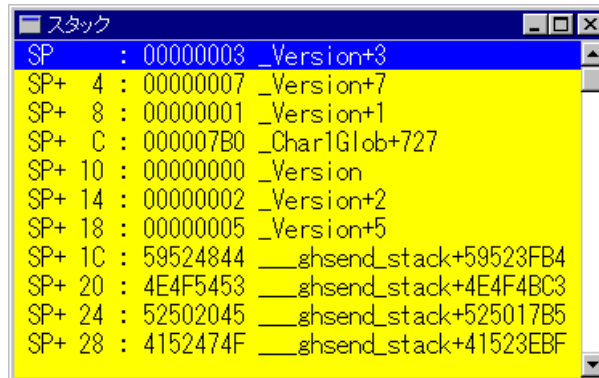 スタック
SP : 00000003 _Version+3
SP+ 4 : 00000007 _Version+7
SP+ 8 : 00000001 _Version+1
SP+ C : 000007B0 _Char1Glob+727
SP+ 10 : 00000000 _Version
SP+ 14 : 00000002 _Version+2
SP+ 18 : 00000005 _Version+5
SP+ 1C : 59524844 ___ghsend_stack+59523FB4
SP+ 20 : 4E4F5453 ___ghsend_stack+4E4F4BC3
SP+ 24 : 52502045 ___ghsend_stack+525017B5
SP+ 28 : 4152474F ___ghsend_stack+41523EBF